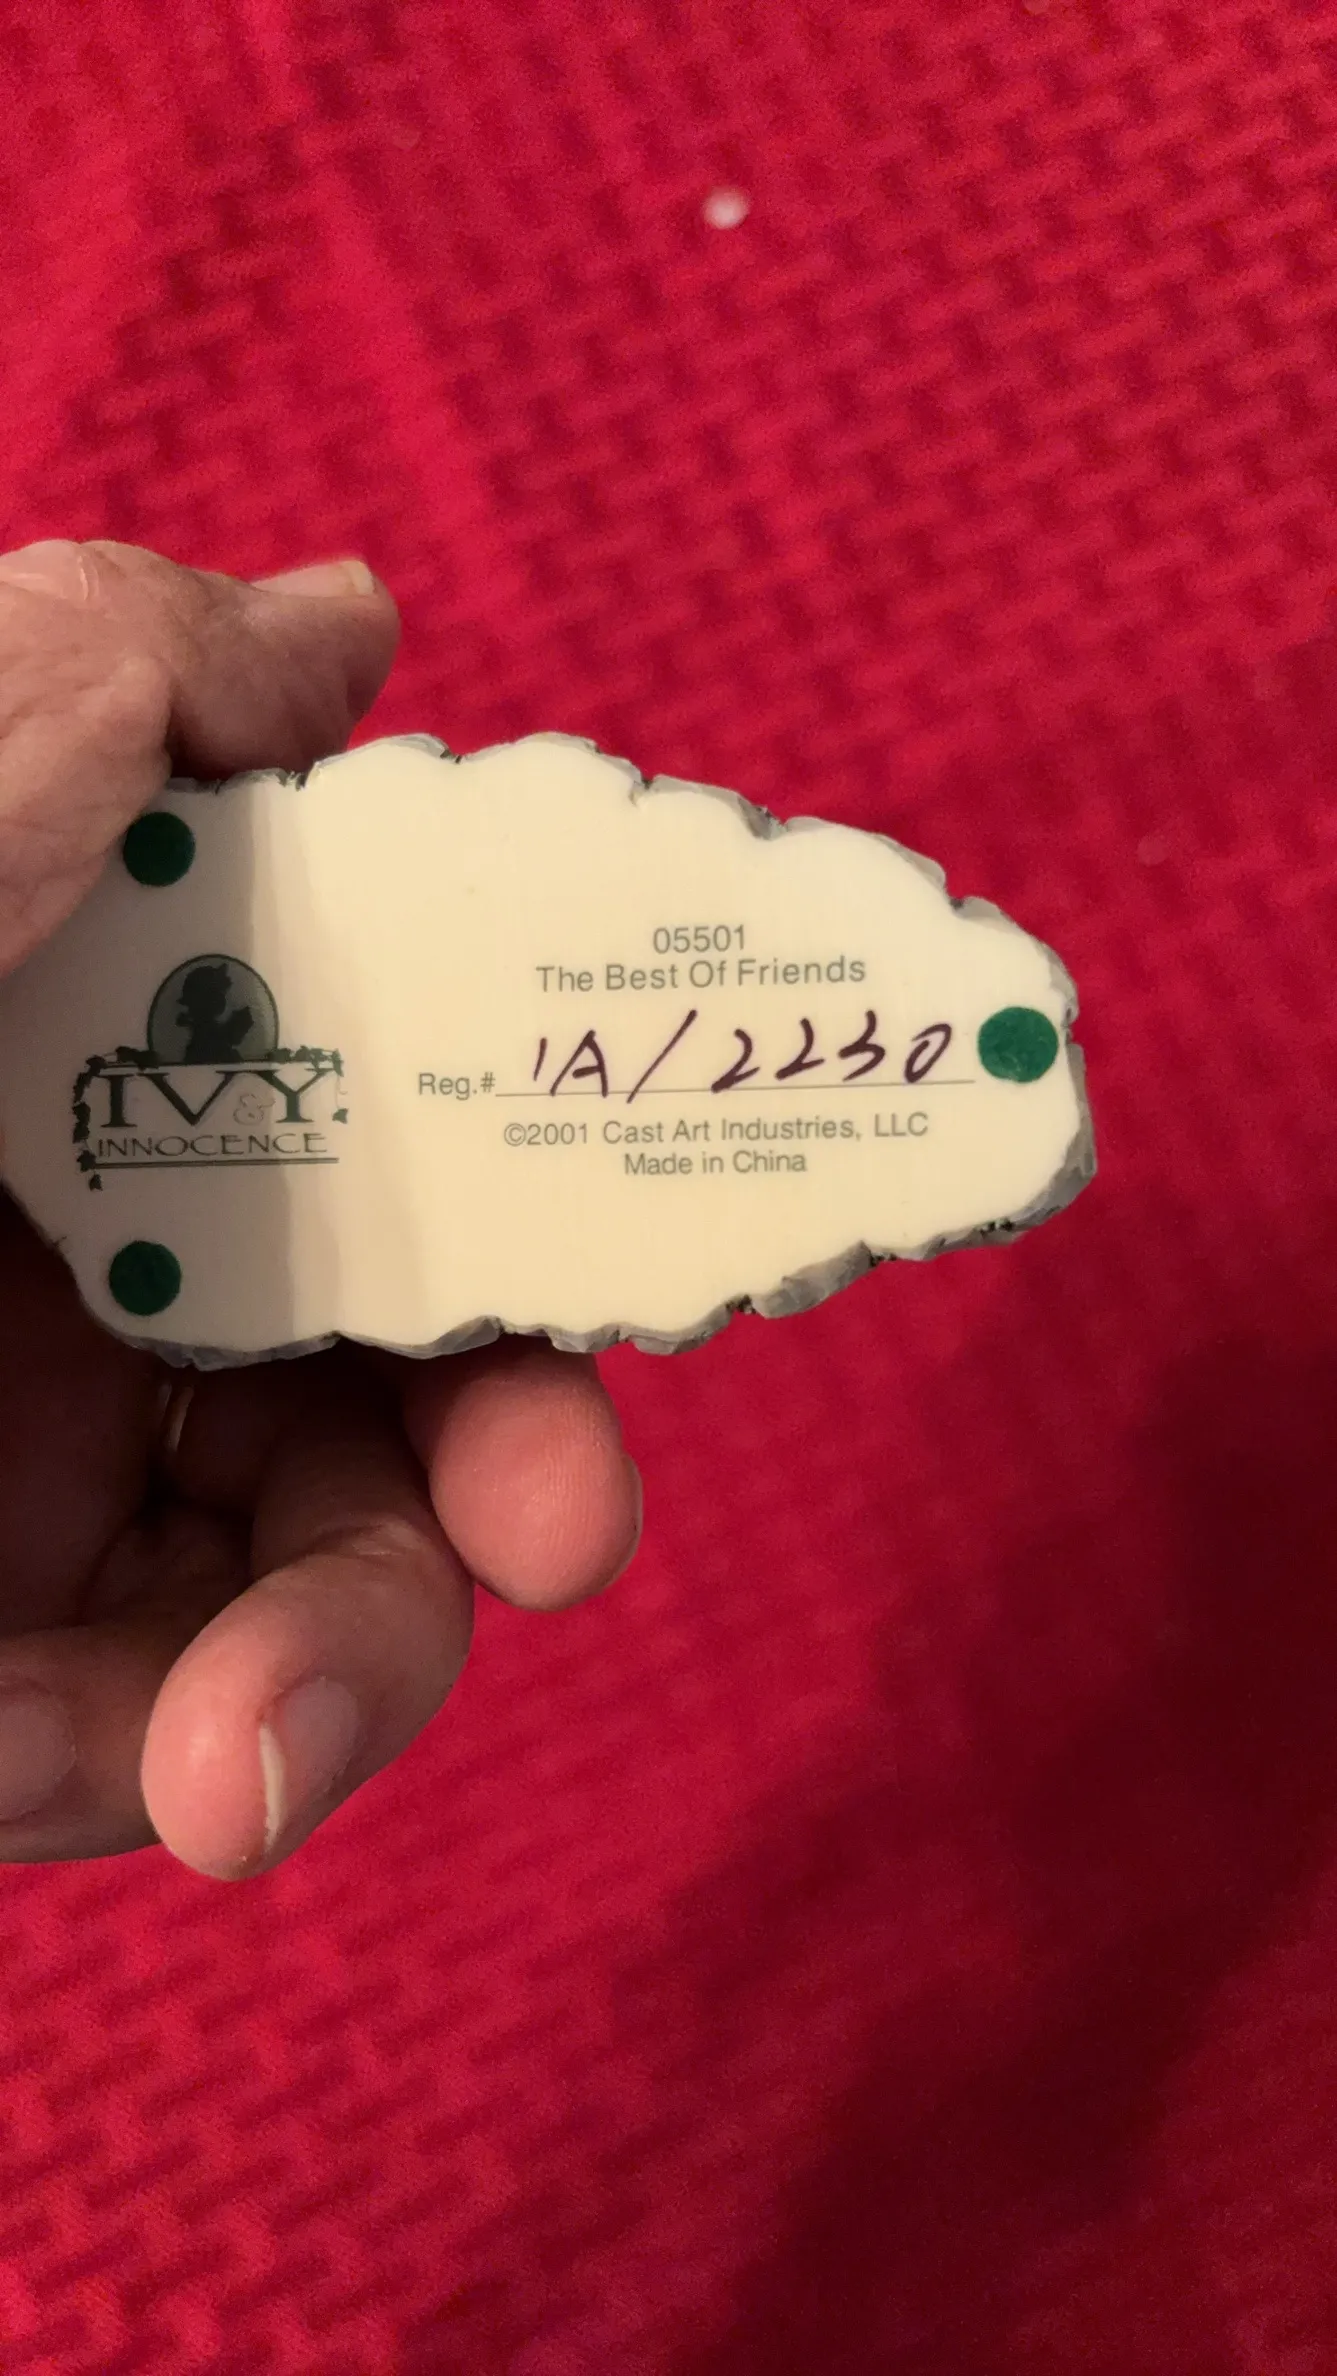 05501
The Best Of Friends
Reg.# 1A/2230
©2001 Cast Art Industries, LLC
Made in China
IVY
&
INNOCENCE